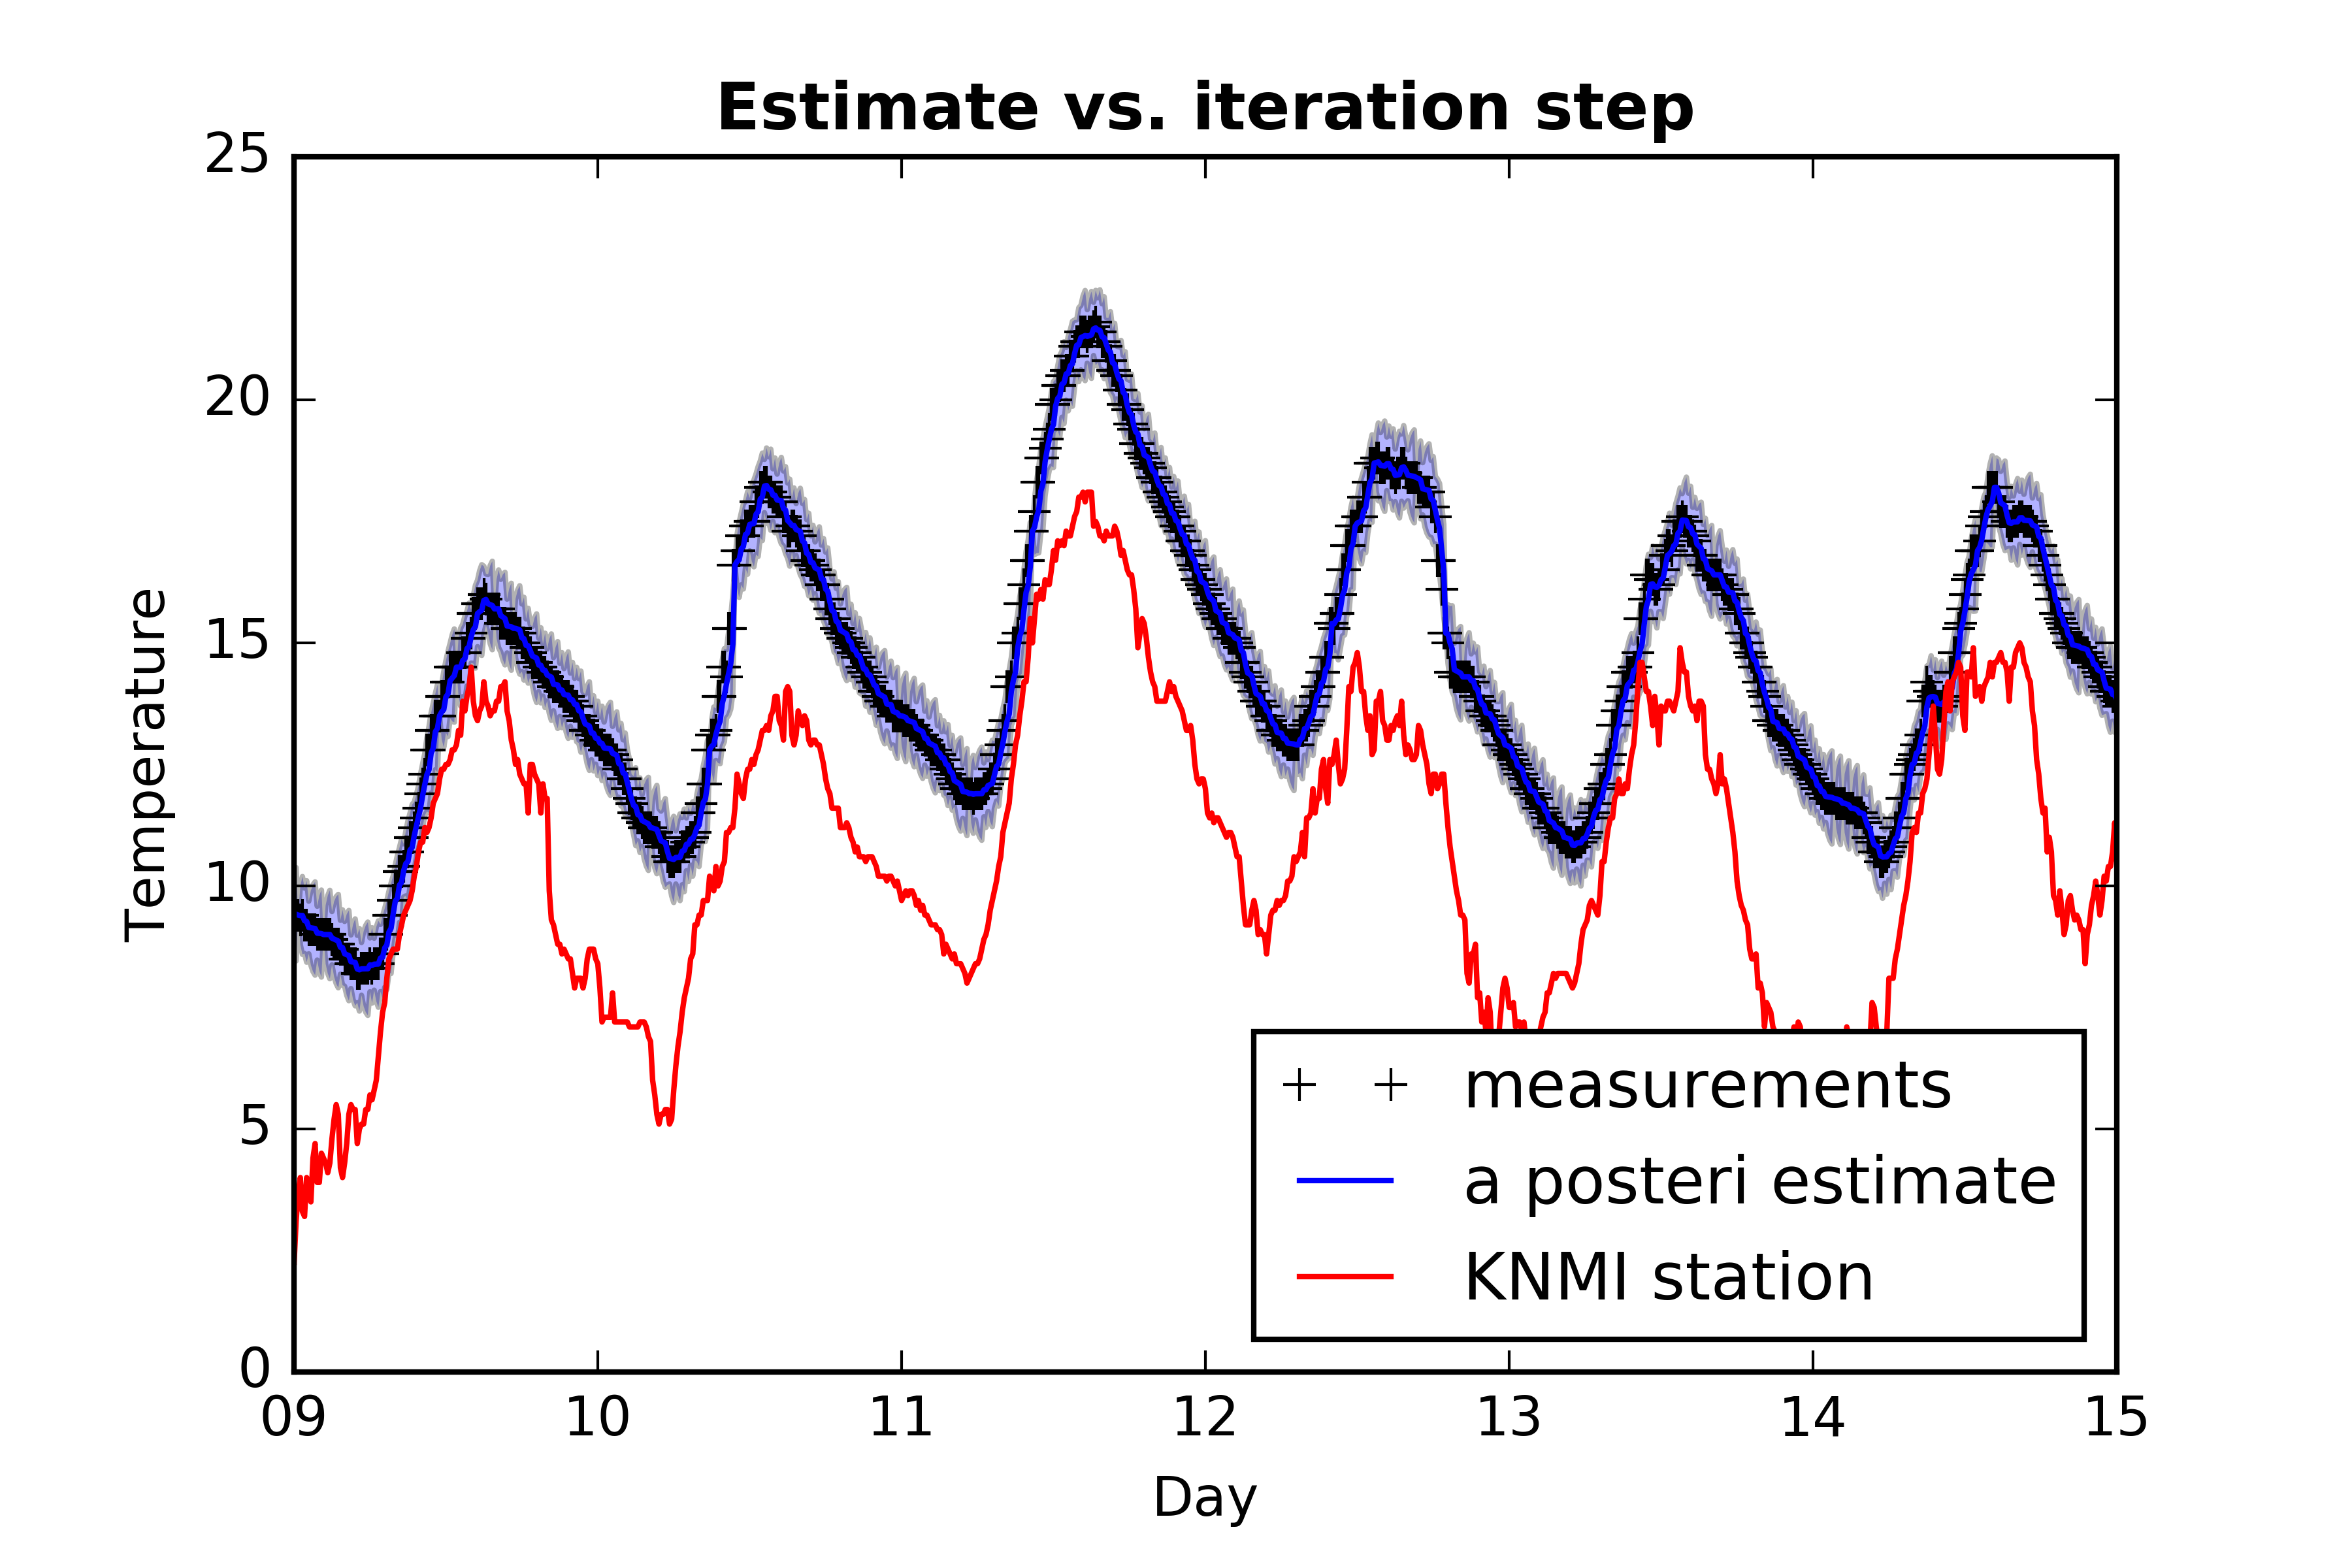 Estimate vs. iteration step
25
20
15
10
5
0
Temperature
09 10 11 12 13 14 15
Day
measurements
a posteri estimate
KNMI station